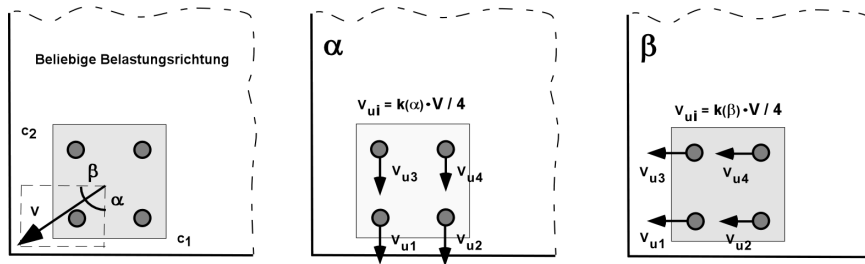 Beliebige Belastungsrichtung
c2
β
α
V
c1
α
Vui = k(α)·V / 4
Vu3
Vu4
Vu1
Vu2
β
Vui = k(β)·V / 4
Vu3
Vu4
Vu1
Vu2